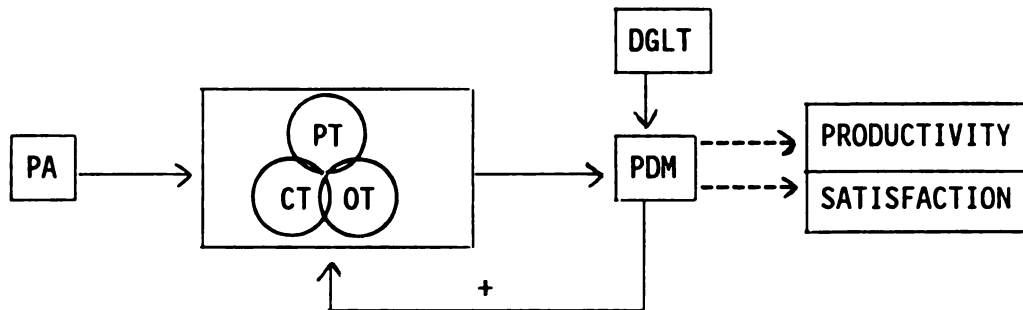 DGLT
PA
PT
CT OT
PDM
PRODUCTIVITY
SATISFACTION
+